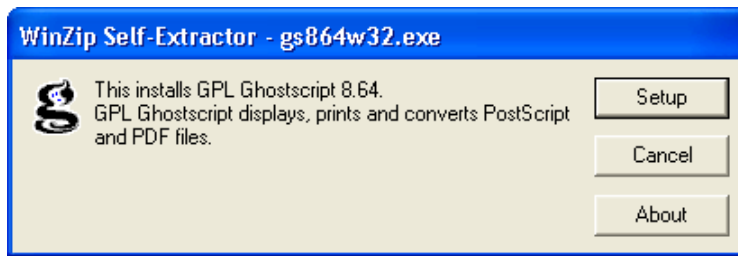 WinZip Self-Extractor - gs864w32.exe
This installs GPL Ghostscript 8.64.
GPL Ghostscript displays, prints and converts PostScript
and PDF files.
Setup
Cancel
About